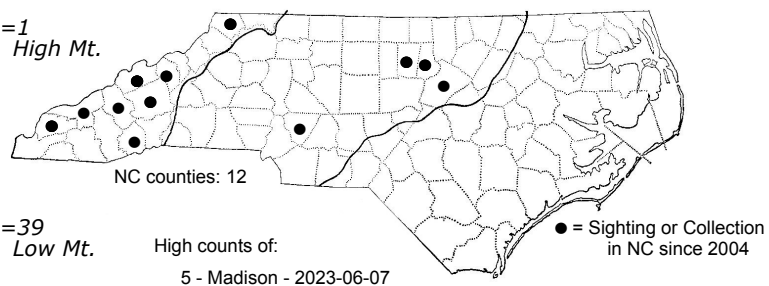 =1
High Mt.
NC counties: 12
=39
Low Mt.
High counts of:
5 - Madison - 2023-06-07
● = Sighting or Collection
in NC since 2004